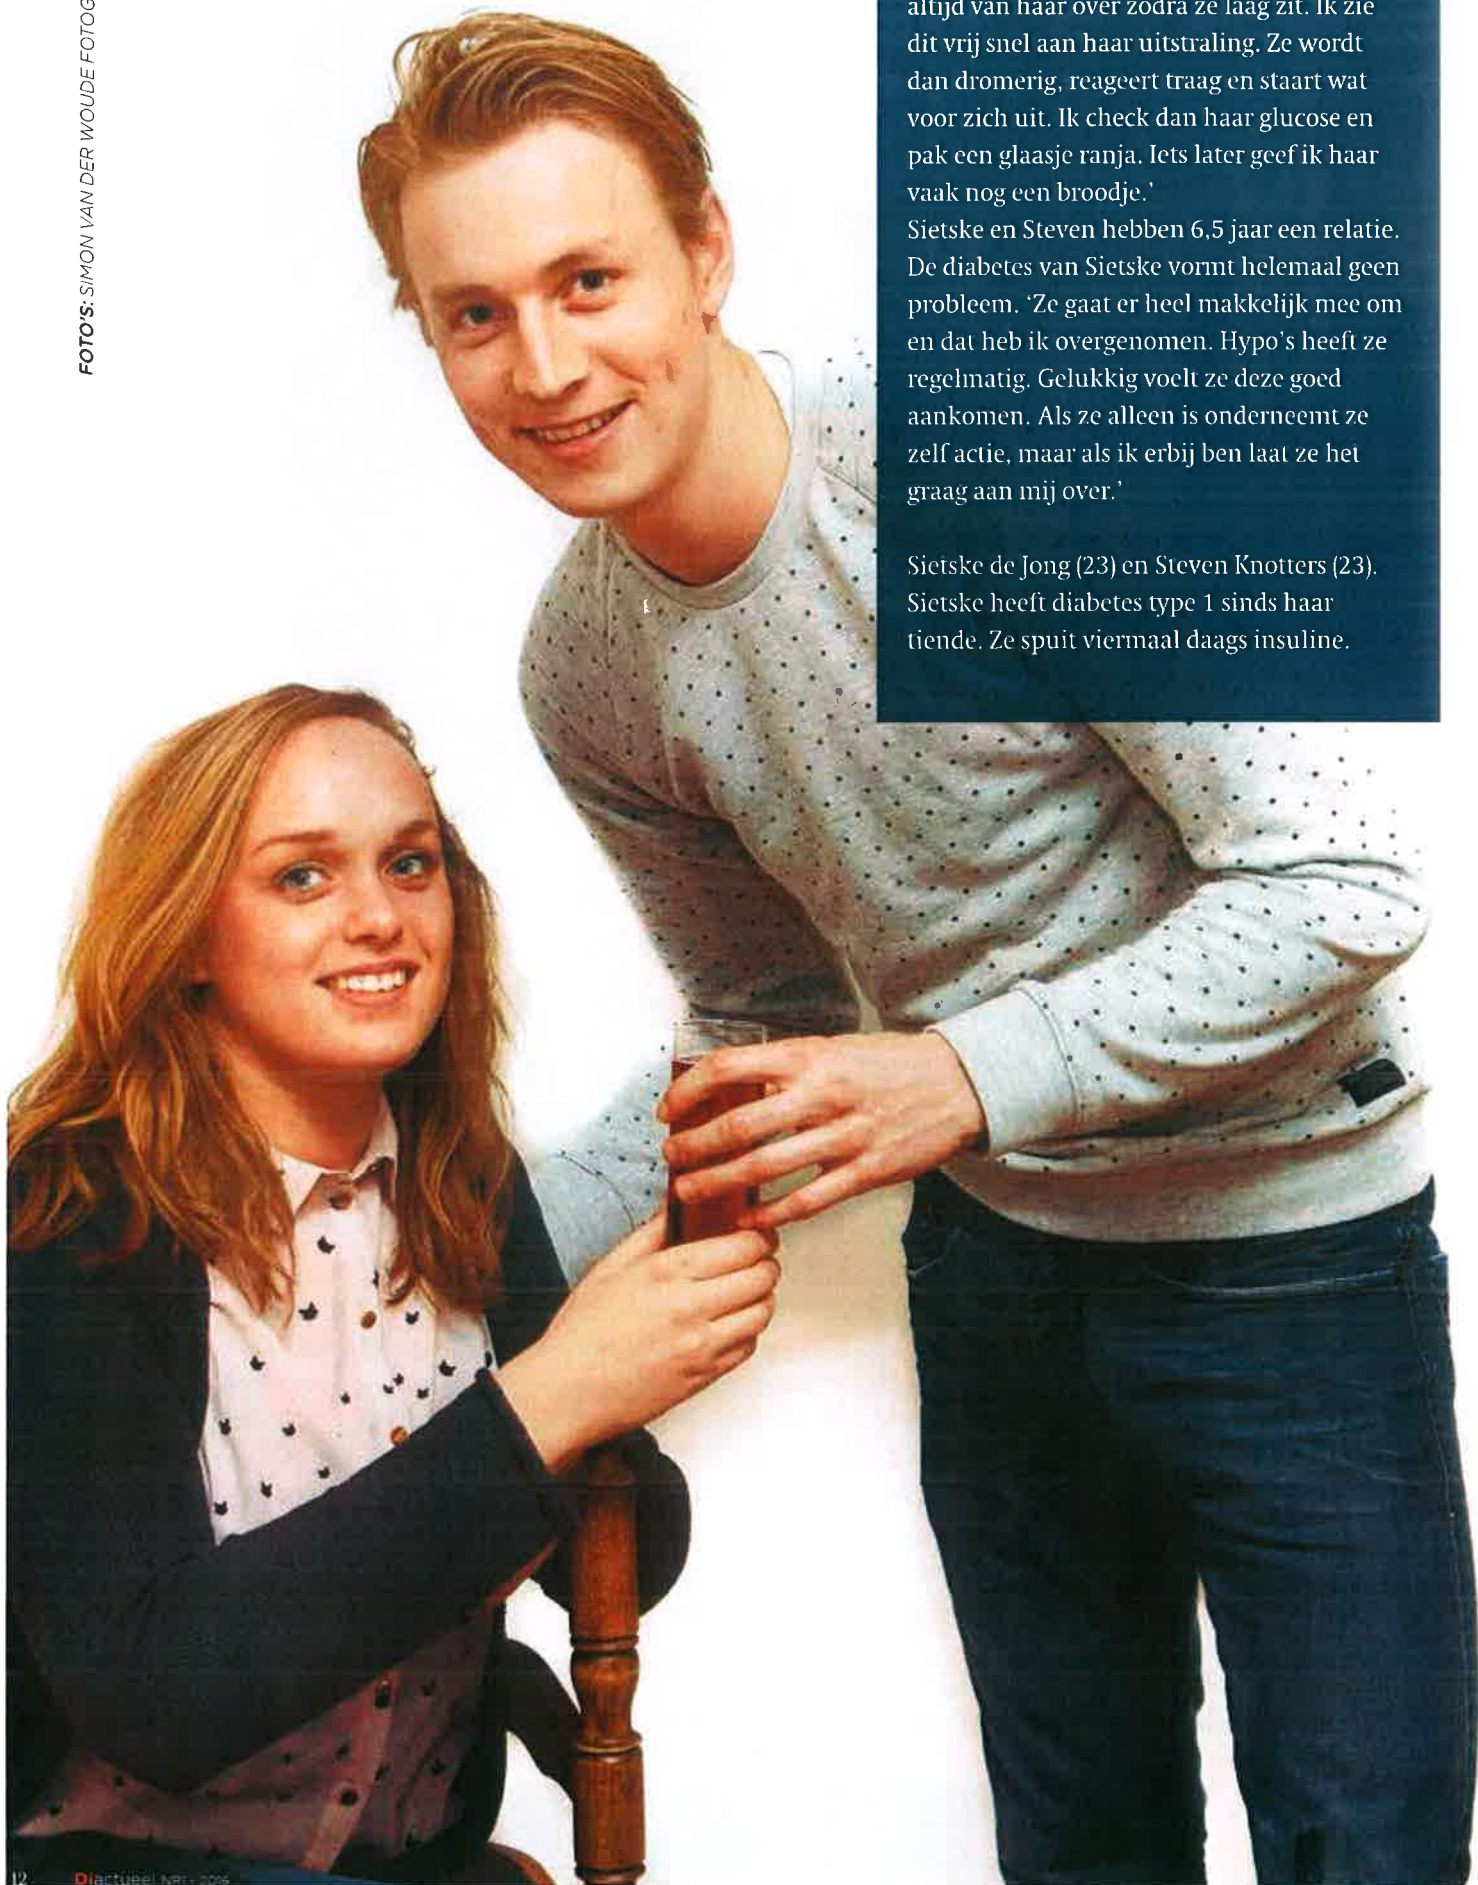 FOTO'S: SIMON VAN DER WOUDE FOTOG
altijd van haar over zodra ze laag zit. Ik zie
dit vrij snel aan haar uitstraling. Ze wordt
dan dromerig, reageert traag en staart wat
voor zich uit. Ik check dan haar glucose en
pak een glaasje ranja. Iets later geef ik haar
vaak nog een broodje.’
Sietske en Steven hebben 6,5 jaar een relatie.
De diabetes van Sietske vormt helemaal geen
probleem. ‘Ze gaat er heel makkelijk mee om
en dat heb ik overgenomen. Hypo’s heeft ze
regelmatig. Gelukkig voelt ze deze goed
aankomen. Als ze alleen is onderneemt ze
zelf actie, maar als ik erbij ben laat ze het
graag aan mij over.’
Sietske de Jong (23) en Steven Knotters (23).
Sietske heeft diabetes type 1 sinds haar
tiende. Ze spuit viermaal daags insuline.
12 Diactueel NR1 - 2016